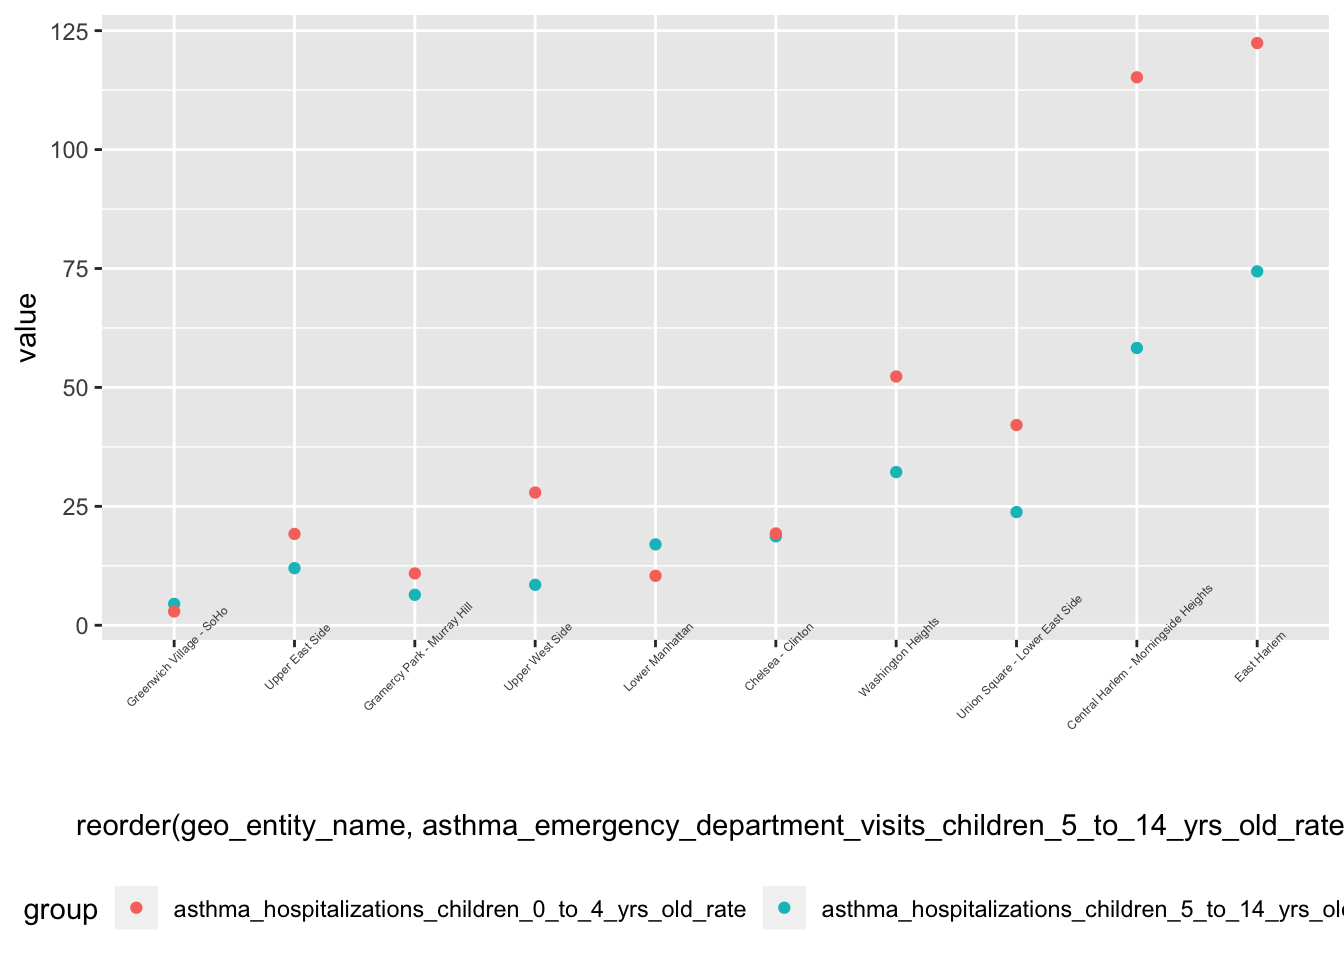 125
100
75
50
25
0
value
Greenwich Village - SoHo
Upper East Side
Gramercy Park - Murray Hill
Upper West Side
Lower Manhattan
Chelsea - Clinton
Washington Heights
Union Square - Lower East Side
Central Harlem - Morningside Heights
East Harlem
reorder(geo_entity_name, asthma_emergency_department_visits_children_5_to_14_yrs_old_rate
group asthma_hospitalizations_children_0_to_4_yrs_old_rate asthma_hospitalizations_children_5_to_14_yrs_ol